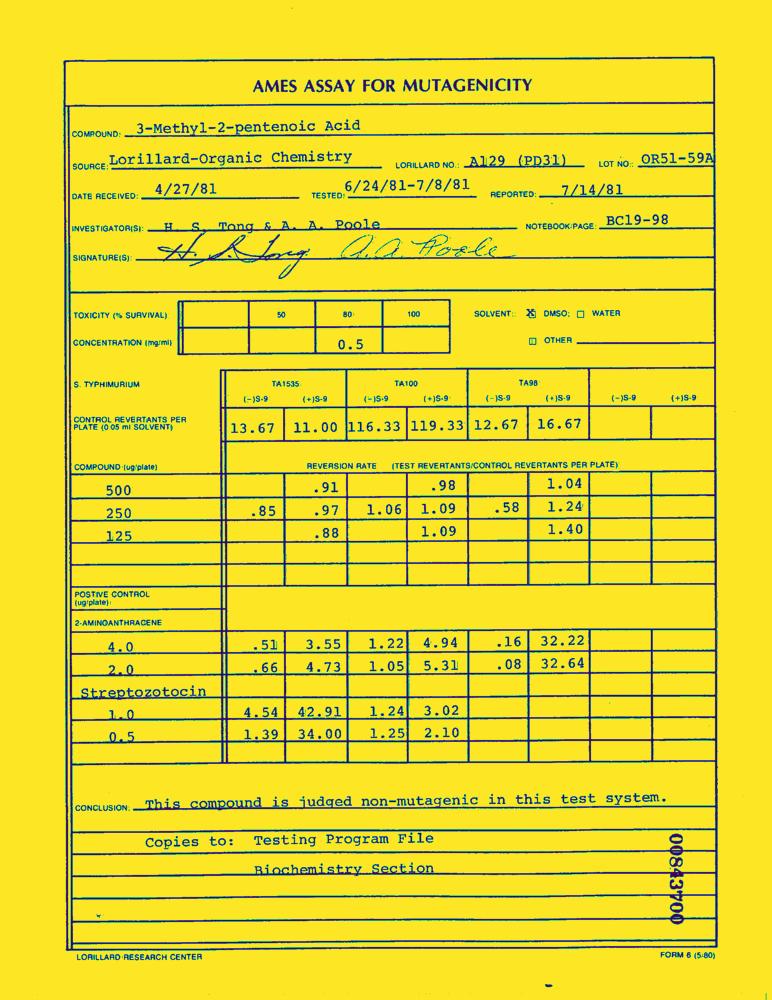 AMES ASSAY FOR MUTAGENICITY
COMPOUND: 3-Methyl-2-pentenoic Acid
SOURCE: Lorillard-Organic Chemistry LORILLARD NO.: A129 (PD31) LOT NO.: OR51-59A
DATE RECEIVED: 4/27/81 TESTED: 6/24/81-7/8/81 REPORTED: 7/14/81
INVESTIGATOR(S): H. S. Tong & A. A. Poole NOTEBOOK/PAGE: BC19-98
SIGNATURE(S): H. S. Tong A. A. Poole
TOXICITY (% SURVIVAL) 50 80 100 SOLVENT: X DMSO; WATER
CONCENTRATION (mg/ml) 0.5 OTHER
S. TYPHIMURIUM TA1535 TA100 TA98
(-)S-9 (+)S-9 (-)S-9 (+)S-9 (-)S-9 (+)S-9 (-)S-9 (+)S-9
CONTROL REVERTANTS PER
PLATE (0.05 ml SOLVENT) 13.67 11.00 116.33 119.33 12.67 16.67
COMPOUND (ug/plate) REVERSION RATE (TEST REVERTANTS/CONTROL REVERTANTS PER PLATE)
500 .91 .98 1.04
250 .85 .97 1.06 1.09 .58 1.24
125 .88 1.09 1.40
POSTIVE CONTROL
(ug/plate)
2-AMINOANTHRACENE
4.0 .51 3.55 1.22 4.94 .16 32.22
2.0 .66 4.73 1.05 5.31 .08 32.64
Streptozotocin
1.0 4.54 42.91 1.24 3.02
0.5 1.39 34.00 1.25 2.10
CONCLUSION: This compound is judged non-mutagenic in this test system.
Copies to: Testing Program File
Biochemistry Section
00843700
LORILLARD RESEARCH CENTER FORM 6 (5/80)